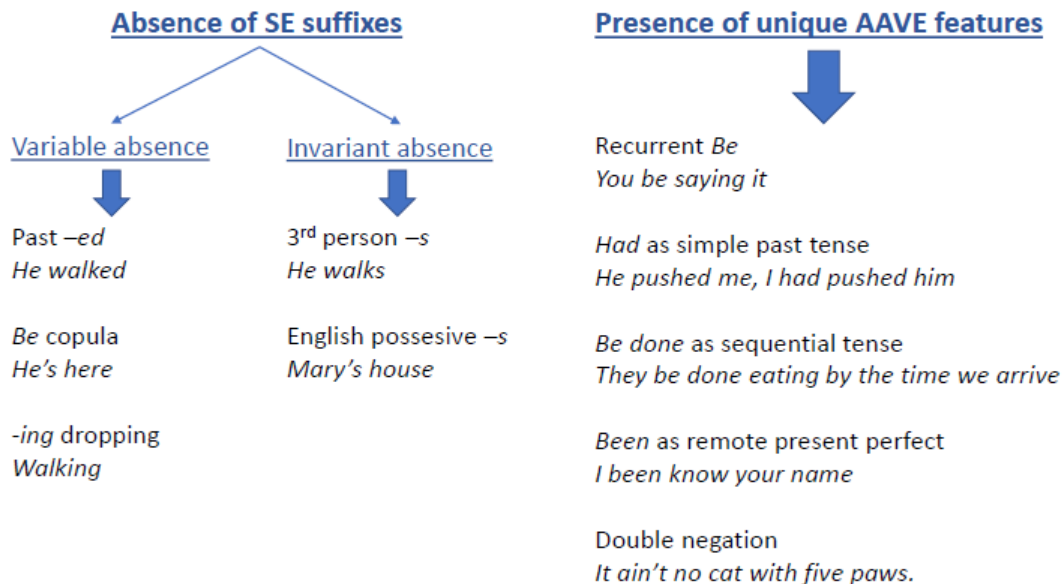 Absence of SE suffixes
Variable absence
Past –ed
He walked
Be copula
He's here
-ing dropping
Walking
Invariant absence
3rd person –s
He walks
English possesive –s
Mary's house
Presence of unique AAVE features
Recurrent Be
You be saying it
Had as simple past tense
He pushed me, I had pushed him
Be done as sequential tense
They be done eating by the time we arrive
Been as remote present perfect
I been know your name
Double negation
It ain't no cat with five paws.